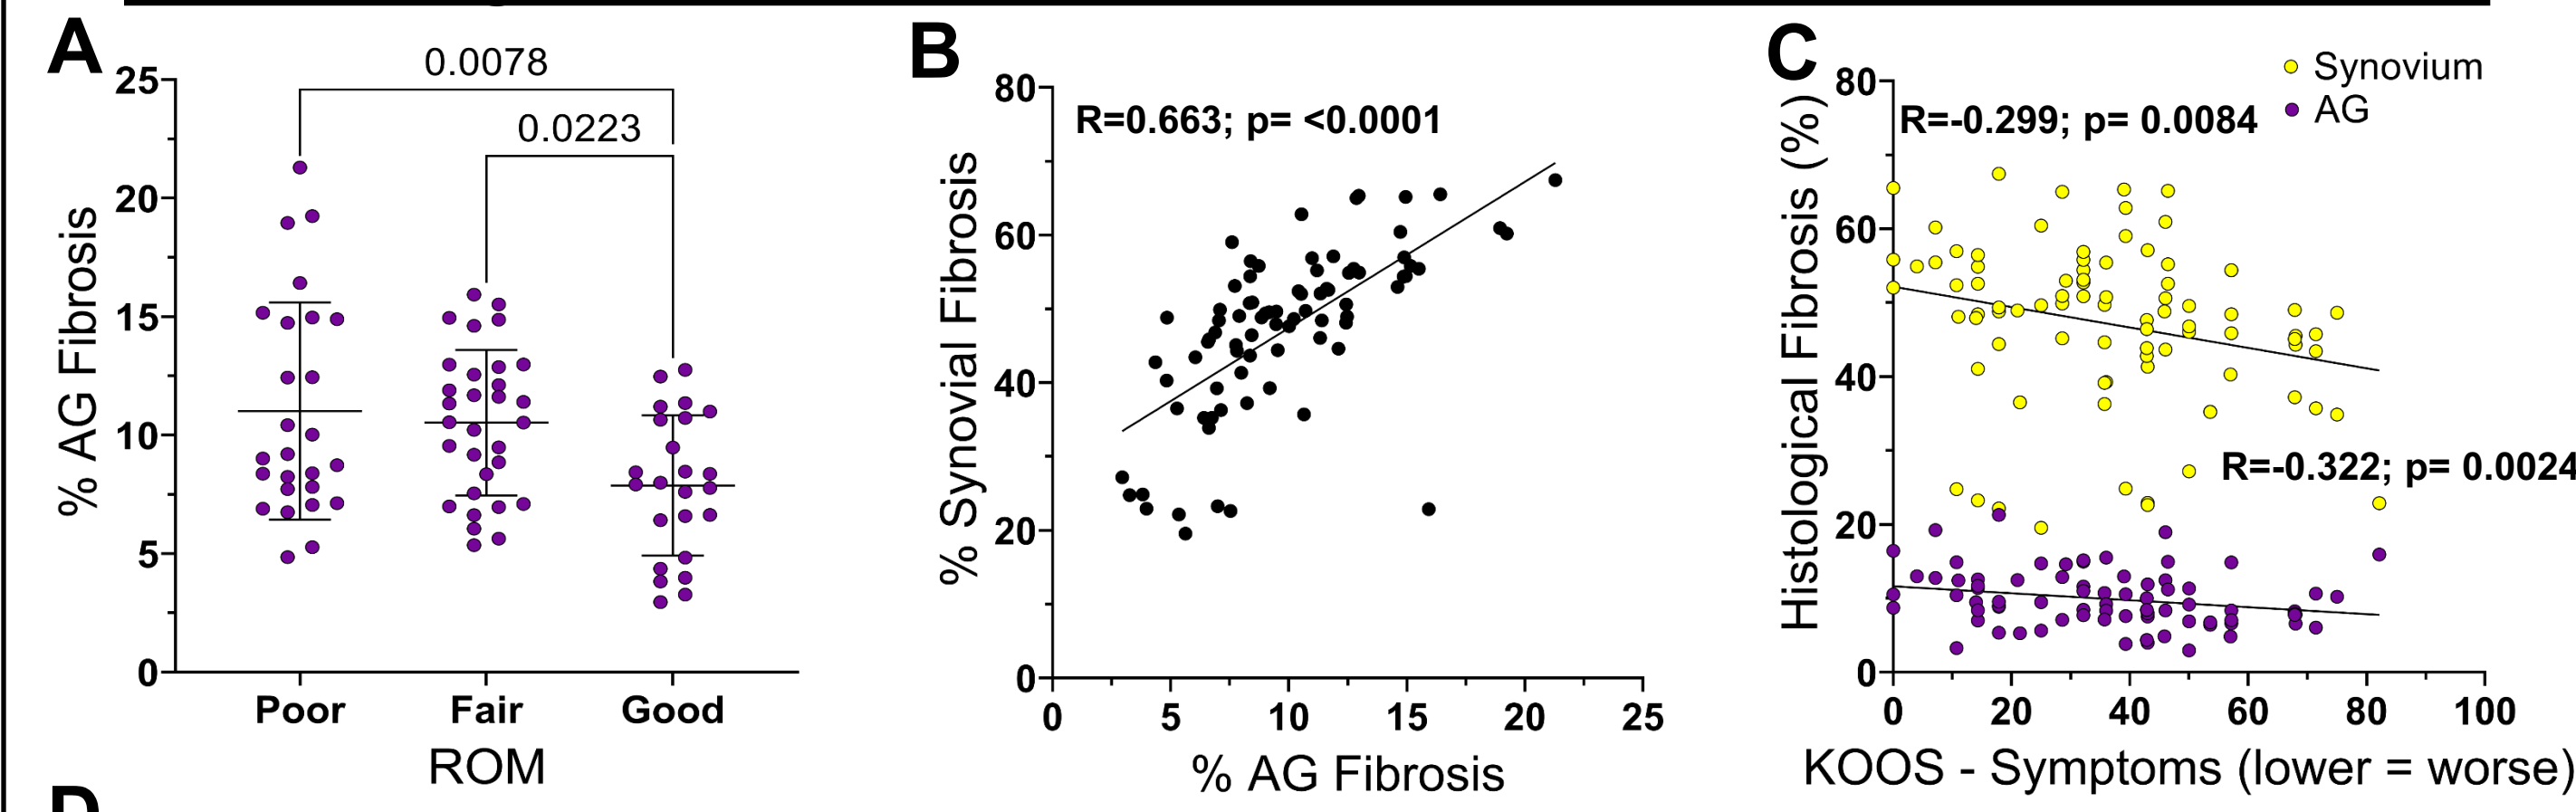 A
0.0078
0.0223
25
20
15
10
5
0
% AG Fibrosis
Poor Fair Good
ROM
B
R=0.663; p= <0.0001
80
60
40
20
0
% Synovial Fibrosis
0 5 10 15 20 25
% AG Fibrosis
C
Synovium
AG
R=-0.299; p= 0.0084
R=-0.322; p= 0.0024
80
60
40
20
0
Histological Fibrosis (%)
0 20 40 60 80 100
KOOS - Symptoms (lower = worse)
D